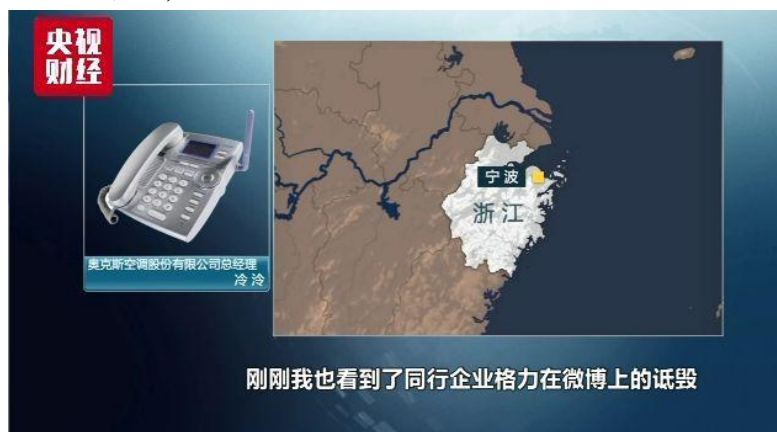 央视
财经
宁波
浙江
奥克斯空调股份有限公司总经理
冷泠
刚刚我也看到了同行企业格力在微博上的诋毁